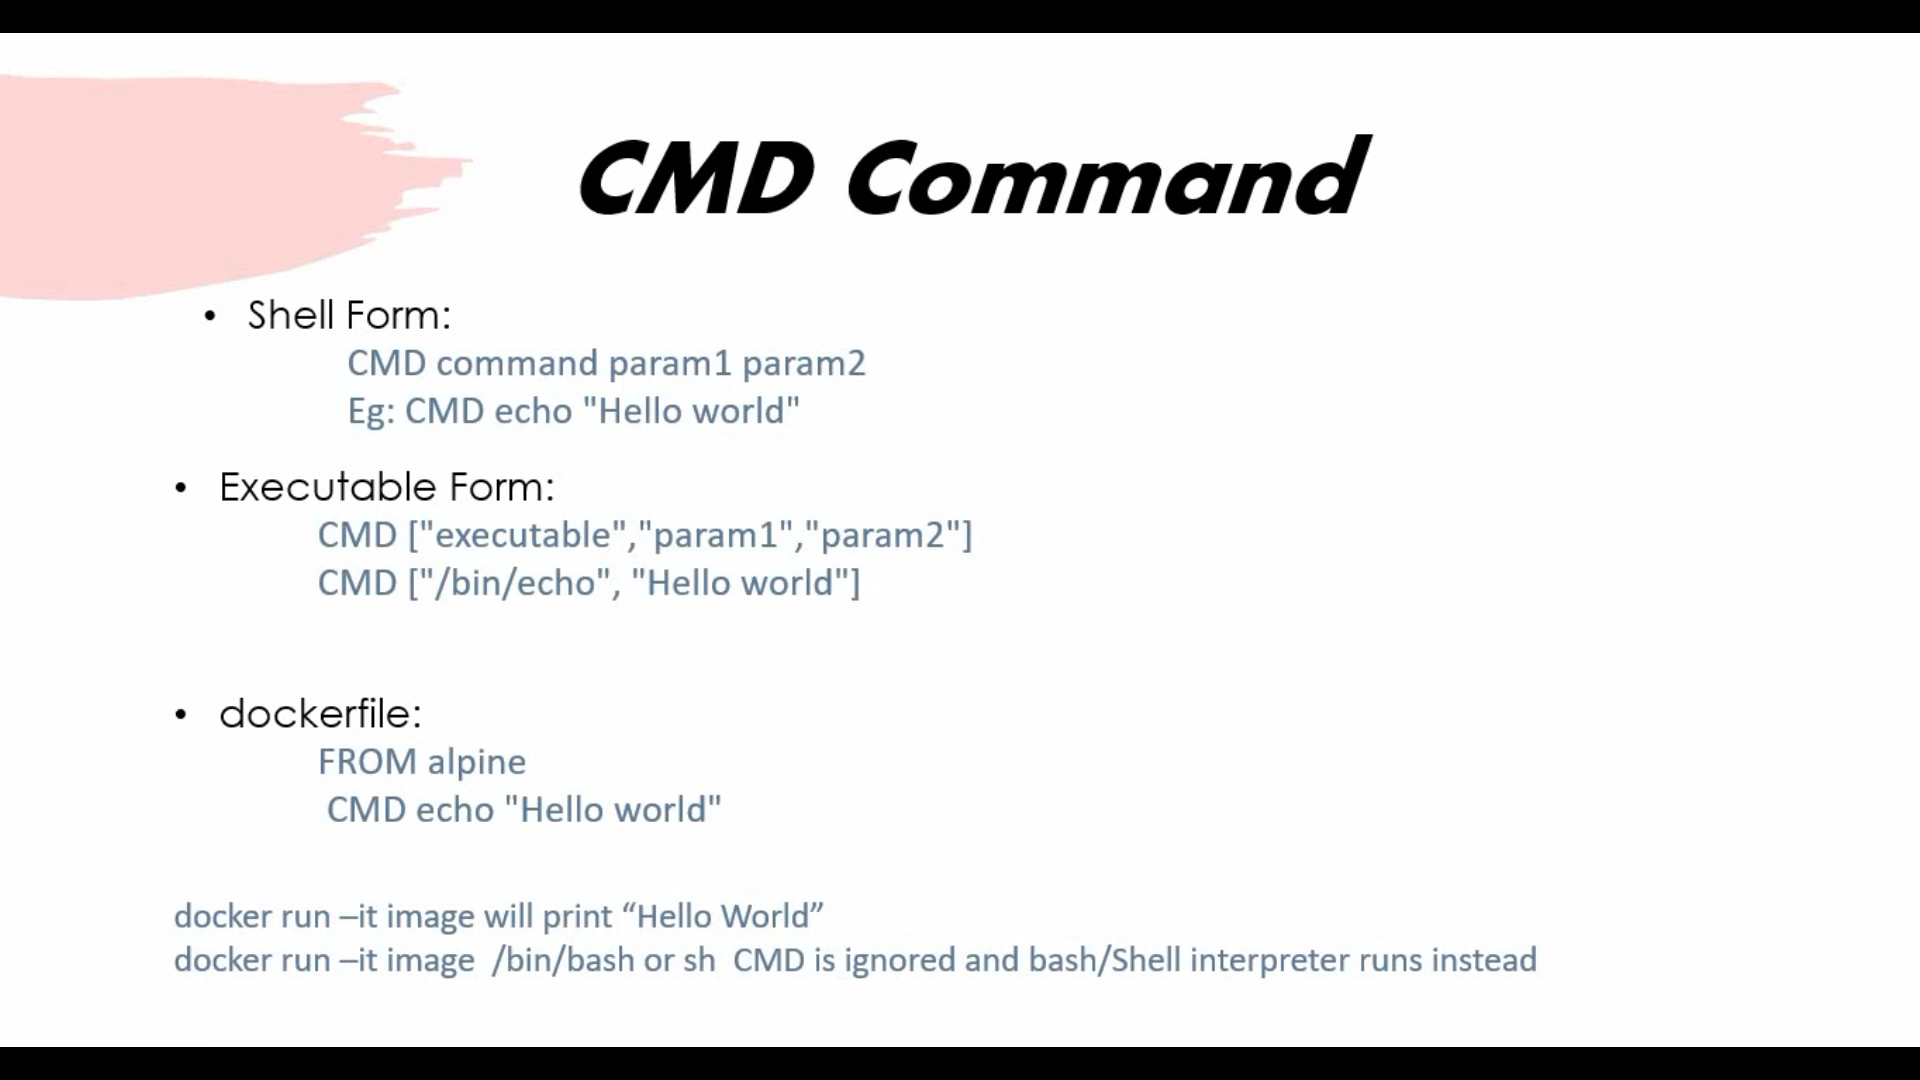 CMD Command
• Shell Form:
CMD command param1 param2
Eg: CMD echo "Hello world"
• Executable Form:
CMD ["executable","param1","param2"]
CMD ["/bin/echo", "Hello world"]
• dockerfile:
FROM alpine
CMD echo "Hello world"
docker run –it image will print “Hello World”
docker run –it image  /bin/bash or sh  CMD is ignored and bash/Shell interpreter runs instead